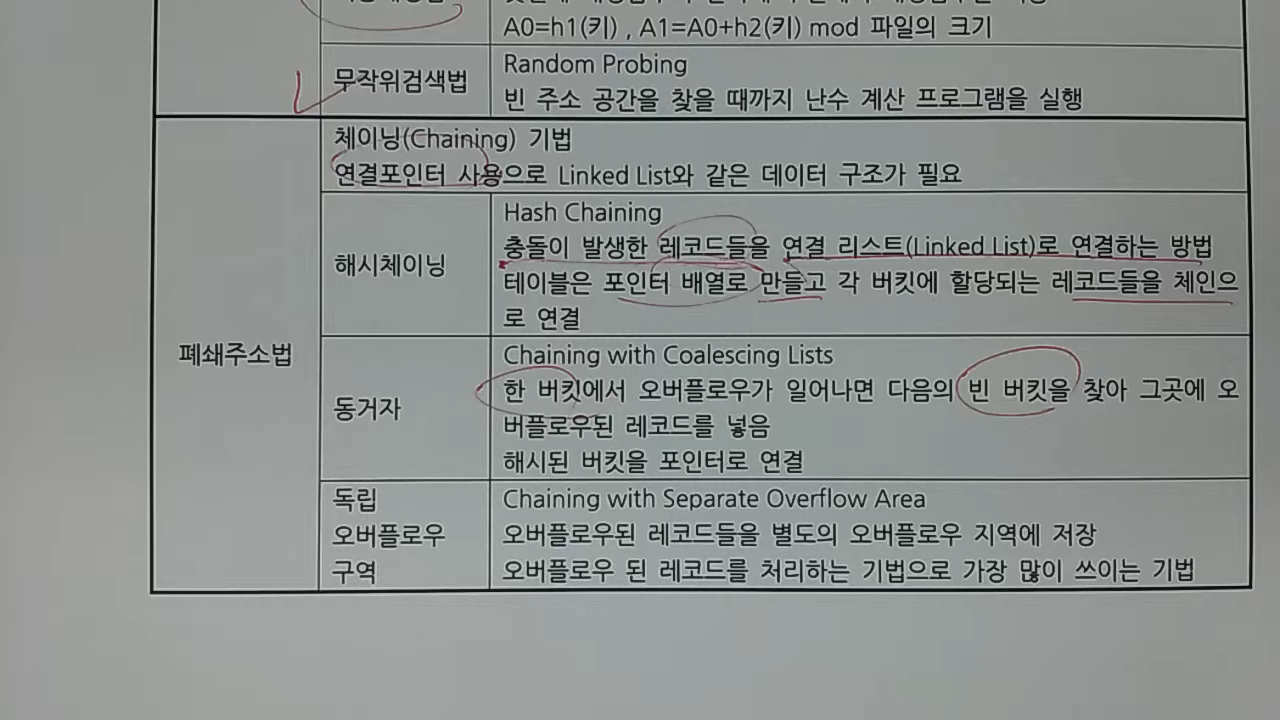 A0=h1(키) , A1=A0+h2(키) mod 파일의 크기
무작위검색법
Random Probing
빈 주소 공간을 찾을 때까지 난수 계산 프로그램을 실행
폐쇄주소법
체이닝(Chaining) 기법
연결포인터 사용으로 Linked List와 같은 데이터 구조가 필요
해시체이닝
Hash Chaining
충돌이 발생한 레코드들을 연결 리스트(Linked List)로 연결하는 방법
테이블은 포인터 배열로 만들고 각 버킷에 할당되는 레코드들을 체인으
로 연결
동거자
Chaining with Coalescing Lists
한 버킷에서 오버플로우가 일어나면 다음의 빈 버킷을 찾아 그곳에 오
버플로우된 레코드를 넣음
해시된 버킷을 포인터로 연결
독립
오버플로우
구역
Chaining with Separate Overflow Area
오버플로우된 레코드들을 별도의 오버플로우 지역에 저장
오버플로우 된 레코드를 처리하는 기법으로 가장 많이 쓰이는 기법